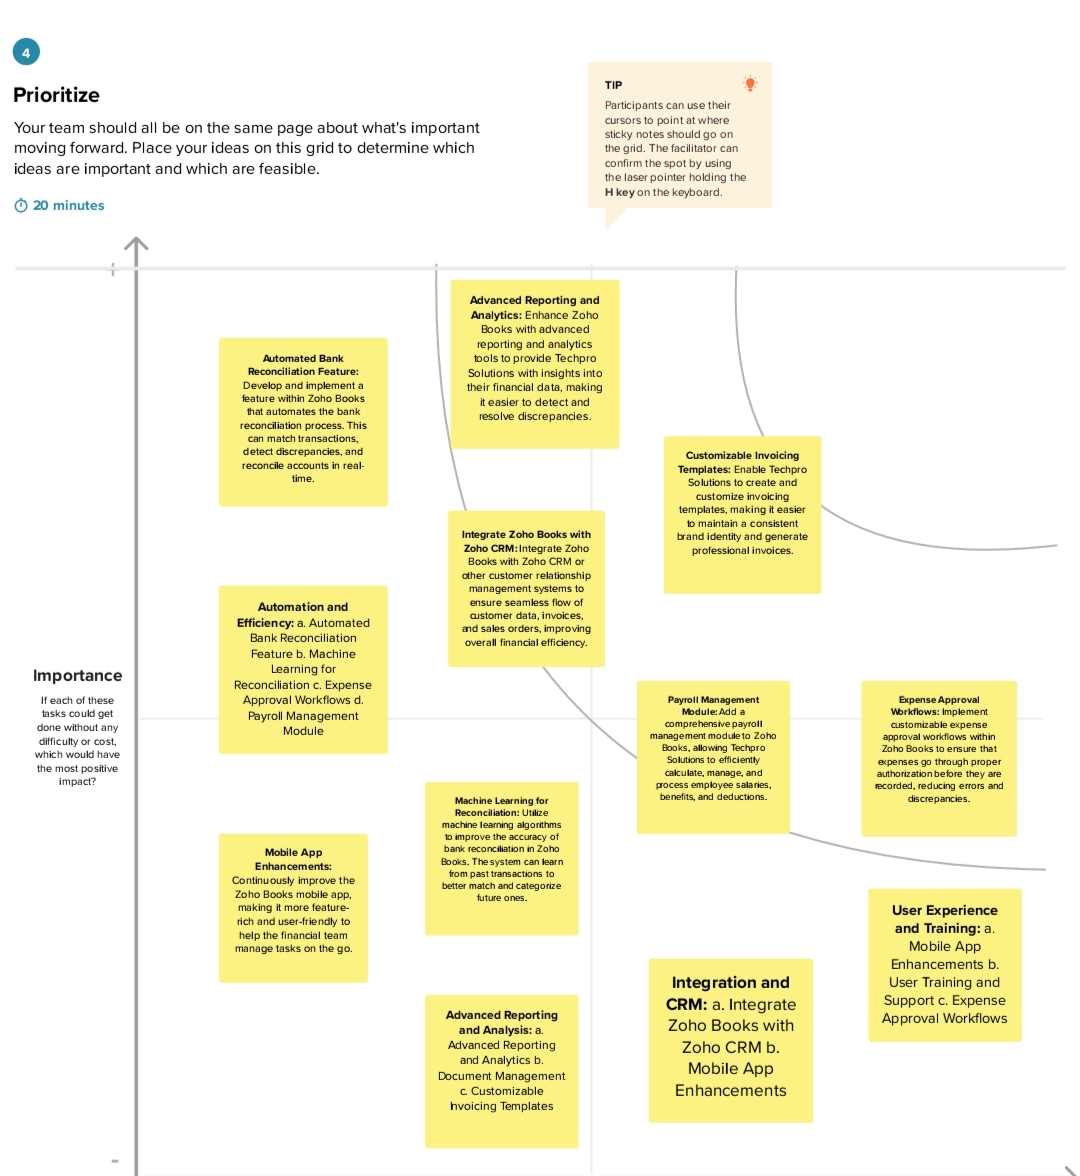 4
Prioritize
Your team should all be on the same page about what's important
moving forward. Place your ideas on this grid to determine which
ideas are important and which are feasible.
20 minutes
TIP
Participants can use their
cursors to point at where
sticky notes should go on
the grid. The facilitator can
confirm the spot by using
the laser pointer holding the
H key on the keyboard.
+
Advanced Reporting and
Analytics: Enhance Zoho
Books with advanced
reporting and analytics
tools to provide Techpro
Solutions with insights into
their financial data, making
it easier to detect and
resolve discrepancies.
Automated Bank
Reconciliation Feature:
Develop and implement a
feature within Zoho Books
that automates the bank
reconciliation process. This
can match transactions,
detect discrepancies, and
reconcile accounts in real-
time.
Customizable Invoicing
Templates: Enable Techpro
Solutions to create and
customize invoicing
templates, making it easier
to maintain a consistent
brand identity and generate
professional invoices.
Integrate Zoho Books with
Zoho CRM: Integrate Zoho
Books with Zoho CRM or
other customer relationship
management systems to
ensure seamless flow of
customer data, invoices,
and sales orders, improving
overall financial efficiency.
Automation and
Efficiency: a. Automated
Bank Reconciliation
Feature b. Machine
Learning for
Reconciliation c. Expense
Approval Workflows d.
Payroll Management
Module
Importance
If each of these
tasks could get
done without any
difficulty or cost,
which would have
the most positive
impact?
Payroll Management
Module: Add a
comprehensive payroll
management module to Zoho
Books, allowing Techpro
Solutions to efficiently
calculate, manage, and
process employee salaries,
benefits, and deductions.
Expense Approval
Workflows: Implement
customizable expense
approval workflows within
Zoho Books to ensure that
expenses go through proper
authorization before they are
recorded, reducing errors and
discrepancies.
Machine Learning for
Reconciliation: Utilize
machine learning algorithms
to improve the accuracy of
bank reconciliation in Zoho
Books. The system can learn
from past transactions to
better match and categorize
future ones.
Mobile App
Enhancements:
Continuously improve the
Zoho Books mobile app,
making it more feature-
rich and user-friendly to
help the financial team
manage tasks on the go.
User Experience
and Training: a.
Mobile App
Enhancements b.
User Training and
Support c. Expense
Approval Workflows
Integration and
CRM: a. Integrate
Zoho Books with
Zoho CRM b.
Mobile App
Enhancements
Advanced Reporting
and Analysis: a.
Advanced Reporting
and Analytics b.
Document Management
c. Customizable
Invoicing Templates
-